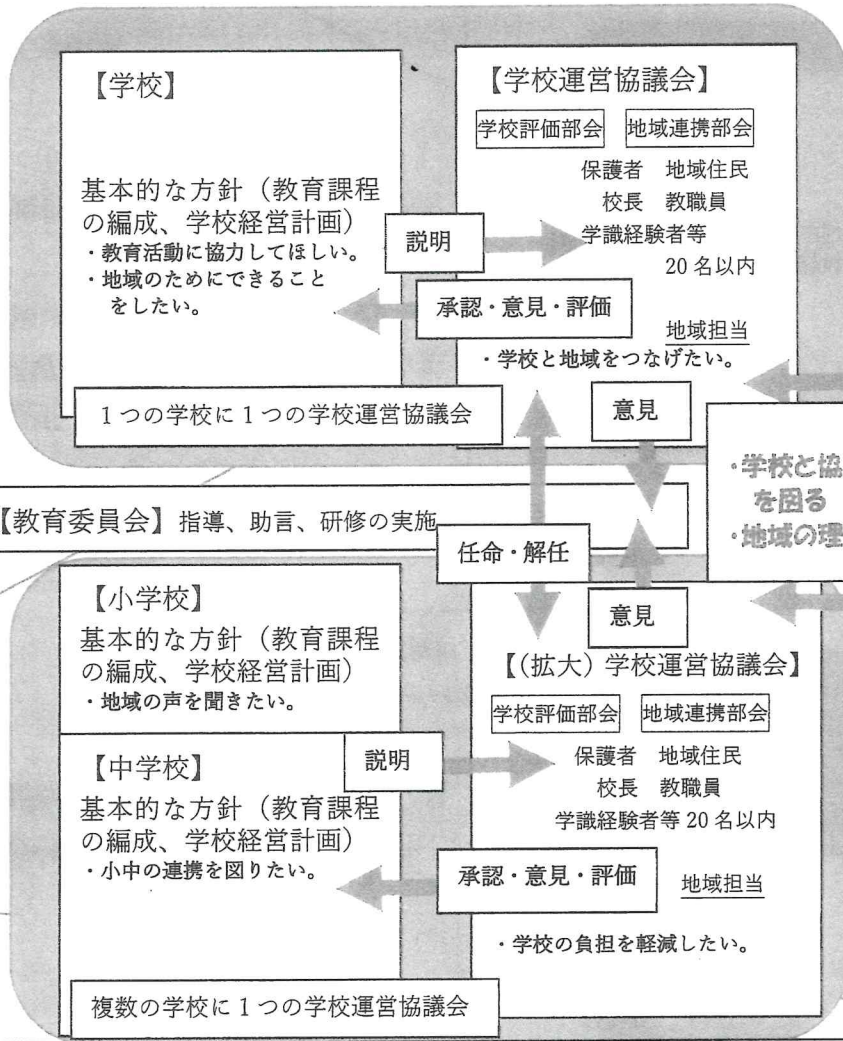 【学校】
基本的な方針（教育課程
の編成、学校経営計画）
・教育活動に協力してほしい。
・地域のためにできること
をしたい。
説明
承認・意見・評価
1つの学校に1つの学校運営協議会
【学校運営協議会】
学校評価部会 地域連携部会
保護者 地域住民
校長 教職員
学識経験者等
20名以内
地域担当
・学校と地域をつなげたい。
意見
・学校と協
を図る
・地域の理
【教育委員会】指導、助言、研修の実施
任命・解任
【小学校】
基本的な方針（教育課程
の編成、学校経営計画）
・地域の声を聞きたい。
【中学校】
基本的な方針（教育課程
の編成、学校経営計画）
・小中の連携を図りたい。
説明
承認・意見・評価
複数の学校に1つの学校運営協議会
意見
【(拡大) 学校運営協議会】
学校評価部会 地域連携部会
保護者 地域住民
校長 教職員
学識経験者等 20名以内
地域担当
・学校の負担を軽減したい。